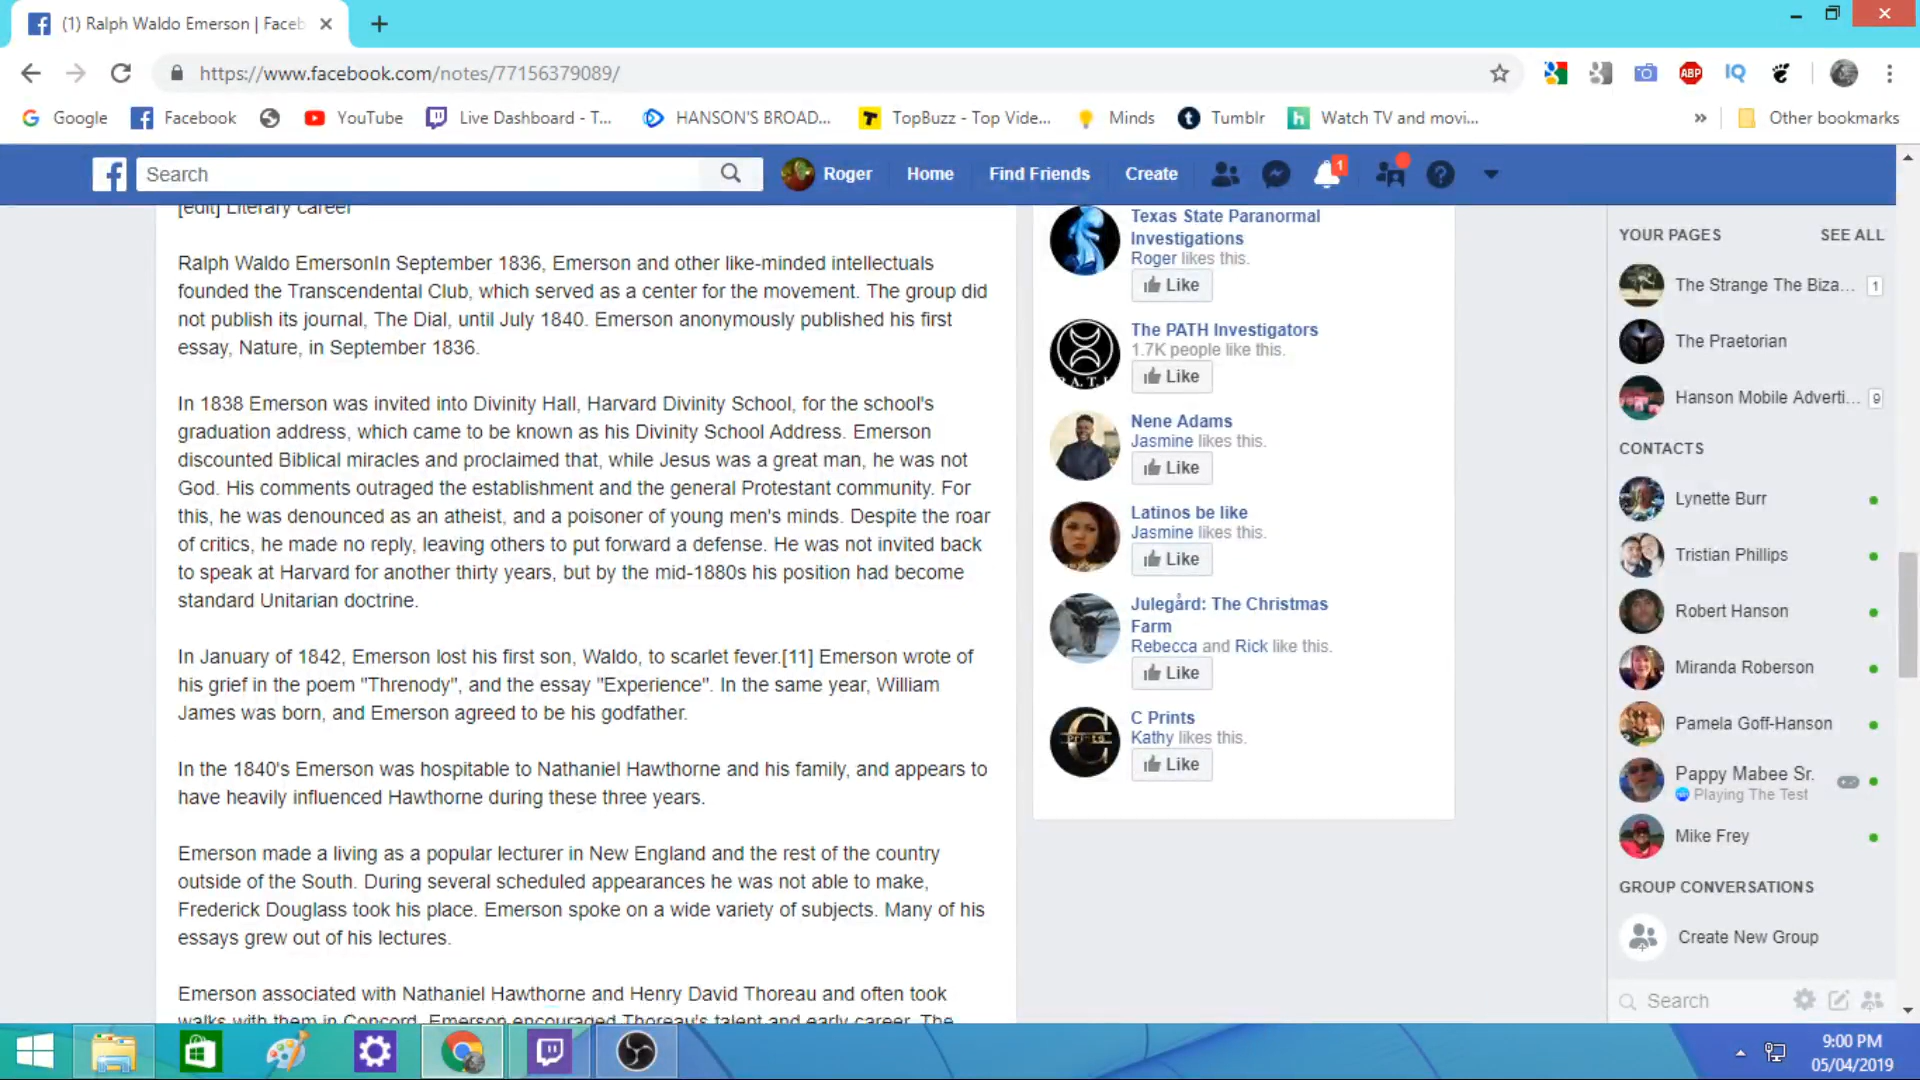 (1) Ralph Waldo Emerson | Faceb
https://www.facebook.com/notes/77156379089/
ABP
IQ
Google
Facebook
YouTube
Live Dashboard - T...
HANSON'S BROAD...
TopBuzz - Top Vide...
Minds
Tumblr
Watch TV and movi...
Other bookmarks
Search
Roger
Home
Find Friends
Create
1
[edit] Literary career
Ralph Waldo EmersonIn September 1836, Emerson and other like-minded intellectuals
founded the Transcendental Club, which served as a center for the movement. The group did
not publish its journal, The Dial, until July 1840. Emerson anonymously published his first
essay, Nature, in September 1836.
In 1838 Emerson was invited into Divinity Hall, Harvard Divinity School, for the school's
graduation address, which came to be known as his Divinity School Address. Emerson
discounted Biblical miracles and proclaimed that, while Jesus was a great man, he was not
God. His comments outraged the establishment and the general Protestant community. For
this, he was denounced as an atheist, and a poisoner of young men's minds. Despite the roar
of critics, he made no reply, leaving others to put forward a defense. He was not invited back
to speak at Harvard for another thirty years, but by the mid-1880s his position had become
standard Unitarian doctrine.
In January of 1842, Emerson lost his first son, Waldo, to scarlet fever.[11] Emerson wrote of
his grief in the poem "Threnody", and the essay "Experience". In the same year, William
James was born, and Emerson agreed to be his godfather.
In the 1840's Emerson was hospitable to Nathaniel Hawthorne and his family, and appears to
have heavily influenced Hawthorne during these three years.
Emerson made a living as a popular lecturer in New England and the rest of the country
outside of the South. During several scheduled appearances he was not able to make,
Frederick Douglass took his place. Emerson spoke on a wide variety of subjects. Many of his
essays grew out of his lectures.
Emerson associated with Nathaniel Hawthorne and Henry David Thoreau and often took
walks with them in Concord. Emerson encouraged Thoreau's talent and early career. The
Texas State Paranormal
Investigations
Roger likes this.
Like
The PATH Investigators
1.7K people like this.
Like
Nene Adams
Jasmine likes this.
Like
Latinos be like
Jasmine likes this.
Like
Julegård: The Christmas
Farm
Rebecca and Rick like this.
Like
C Prints
Kathy likes this.
Like
YOUR PAGES
SEE ALL
The Strange The Biza...
1
The Praetorian
Hanson Mobile Adverti...
9
CONTACTS
Lynette Burr
Tristian Phillips
Robert Hanson
Miranda Roberson
Pamela Goff-Hanson
Pappy Mabee Sr.
Playing The Test
Mike Frey
GROUP CONVERSATIONS
Create New Group
Search
9:00 PM
05/04/2019